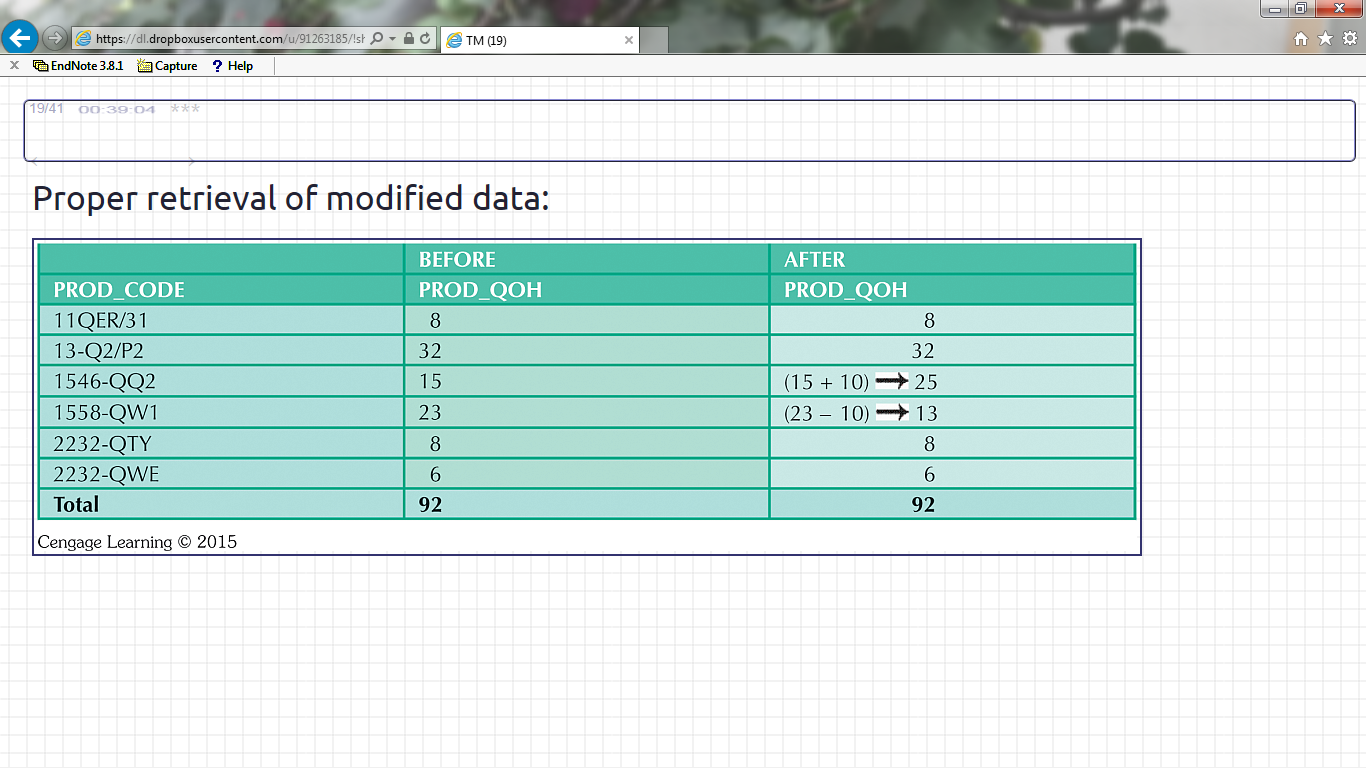 https://dl.dropboxusercontent.com/u/91263185/!sh
TM (19)
EndNote 3.8.1 Capture ? Help
19/41 00:39:04 ***
< >
Proper retrieval of modified data:
BEFORE AFTER
PROD_CODE PROD_QOH PROD_QOH
11QER/31 8 8
13-Q2/P2 32 32
1546-QQ2 15 (15 + 10) → 25
1558-QW1 23 (23 – 10) → 13
2232-QTY 8 8
2232-QWE 6 6
Total 92 92
Cengage Learning © 2015